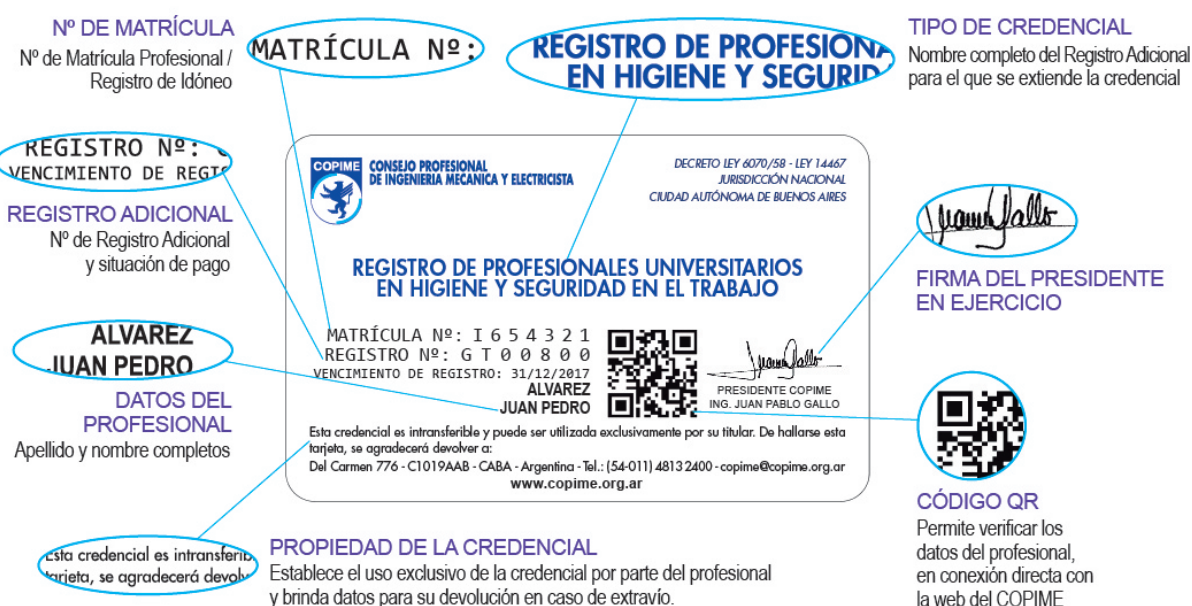 Nº DE MATRÍCULA
Nº de Matrícula Profesional /
Registro de Idóneo
MATRÍCULA Nº:
REGISTRO DE PROFESIONA
EN HIGIENE Y SEGURID
TIPO DE CREDENCIAL
Nombre completo del Registro Adicional
para el que se extiende la credencial
REGISTRO Nº:
VENCIMIENTO DE REGIS
REGISTRO ADICIONAL
Nº de Registro Adicional
y situación de pago
COPIME
CONSEJO PROFESIONAL
DE INGENIERIA MECANICA Y ELECTRICISTA
DECRETO LEY 6070/58 - LEY 14467
JURISDICCIÓN NACIONAL
CIUDAD AUTÓNOMA DE BUENOS AIRES
REGISTRO DE PROFESIONALES UNIVERSITARIOS
EN HIGIENE Y SEGURIDAD EN EL TRABAJO
MATRÍCULA Nº: I 6 5 4 3 2 1
REGISTRO Nº: G T 0 0 8 0 0
VENCIMIENTO DE REGISTRO: 31/12/2017
ALVAREZ
JUAN PEDRO
PRESIDENTE COPIME
ING. JUAN PABLO GALLO
Esta credencial es intransferible y puede ser utilizada exclusivamente por su titular. De hallarse esta
tarjeta, se agradecerá devolver a:
Del Carmen 776 - C1019AAB - CABA - Argentina - Tel.: (54-011) 4813 2400 - copime@copime.org.ar
www.copime.org.ar
FIRMA DEL PRESIDENTE
EN EJERCICIO
ALVAREZ
JUAN PEDRO
DATOS DEL
PROFESIONAL
Apellido y nombre completos
CÓDIGO QR
Permite verificar los
datos del profesional,
en conexión directa con
la web del COPIME
Esta credencial es intransferib
tarjeta, se agradecerá devolv
PROPIEDAD DE LA CREDENCIAL
Establece el uso exclusivo de la credencial por parte del profesional
y brinda datos para su devolución en caso de extravío.